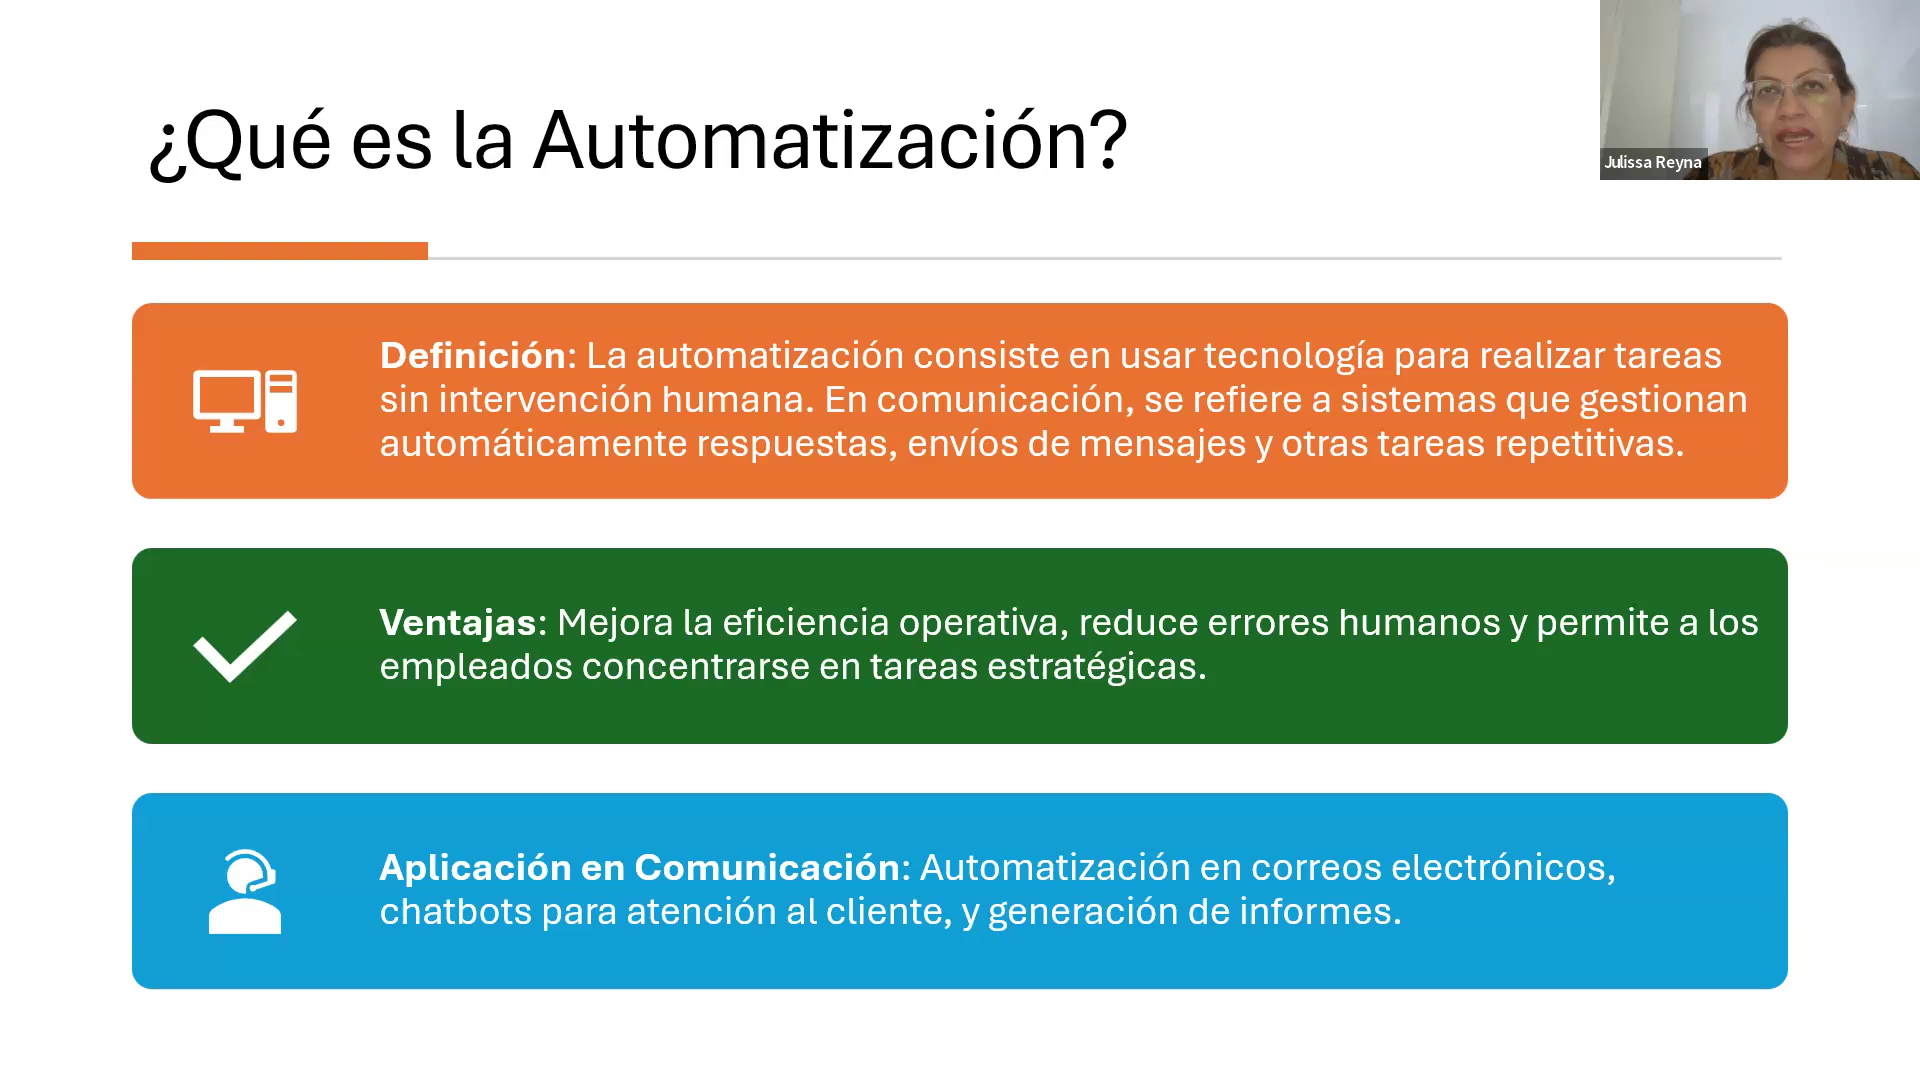 ¿Qué es la Automatización?
Julissa Reyna
Definición: La automatización consiste en usar tecnología para realizar tareas
sin intervención humana. En comunicación, se refiere a sistemas que gestionan
automáticamente respuestas, envíos de mensajes y otras tareas repetitivas.
Ventajas: Mejora la eficiencia operativa, reduce errores humanos y permite a los
empleados concentrarse en tareas estratégicas.
Aplicación en Comunicación: Automatización en correos electrónicos,
chatbots para atención al cliente, y generación de informes.